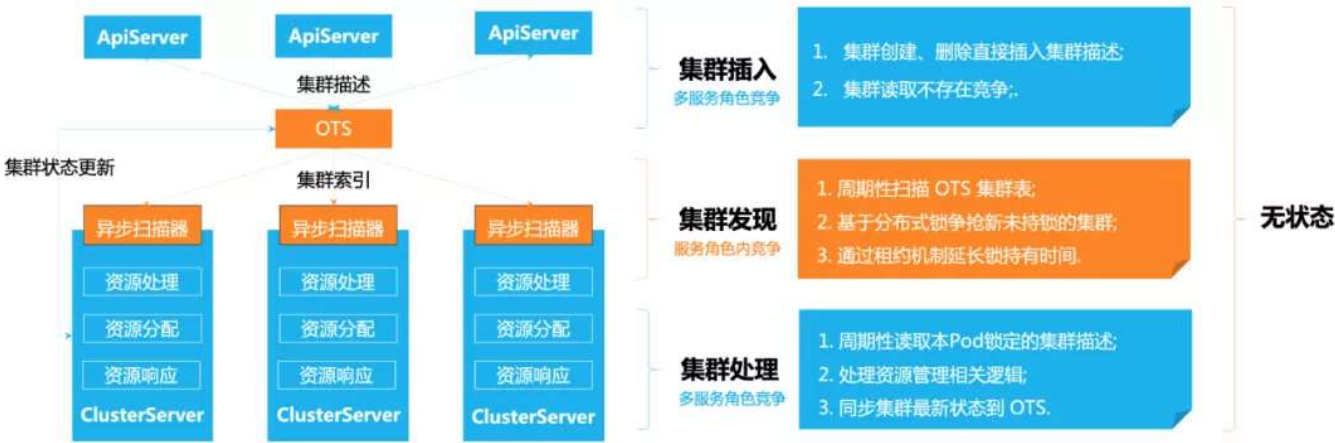 ApiServer
ApiServer
ApiServer
集群描述
OTS
集群状态更新
集群索引
异步扫描器
异步扫描器
异步扫描器
资源处理
资源处理
资源处理
资源分配
资源分配
资源分配
资源响应
资源响应
资源响应
ClusterServer
ClusterServer
ClusterServer
集群插入
多服务角色竞争
1. 集群创建、删除直接插入集群描述;
2. 集群读取不存在竞争;.
集群发现
服务角色内竞争
1. 周期性扫描 OTS 集群表;
2. 基于分布式锁争抢新未持锁的集群;
3. 通过租约机制延长锁持有时间.
集群处理
多服务角色竞争
1. 周期性读取本Pod锁定的集群描述;
2. 处理资源管理相关逻辑;
3. 同步集群最新状态到 OTS.
无状态